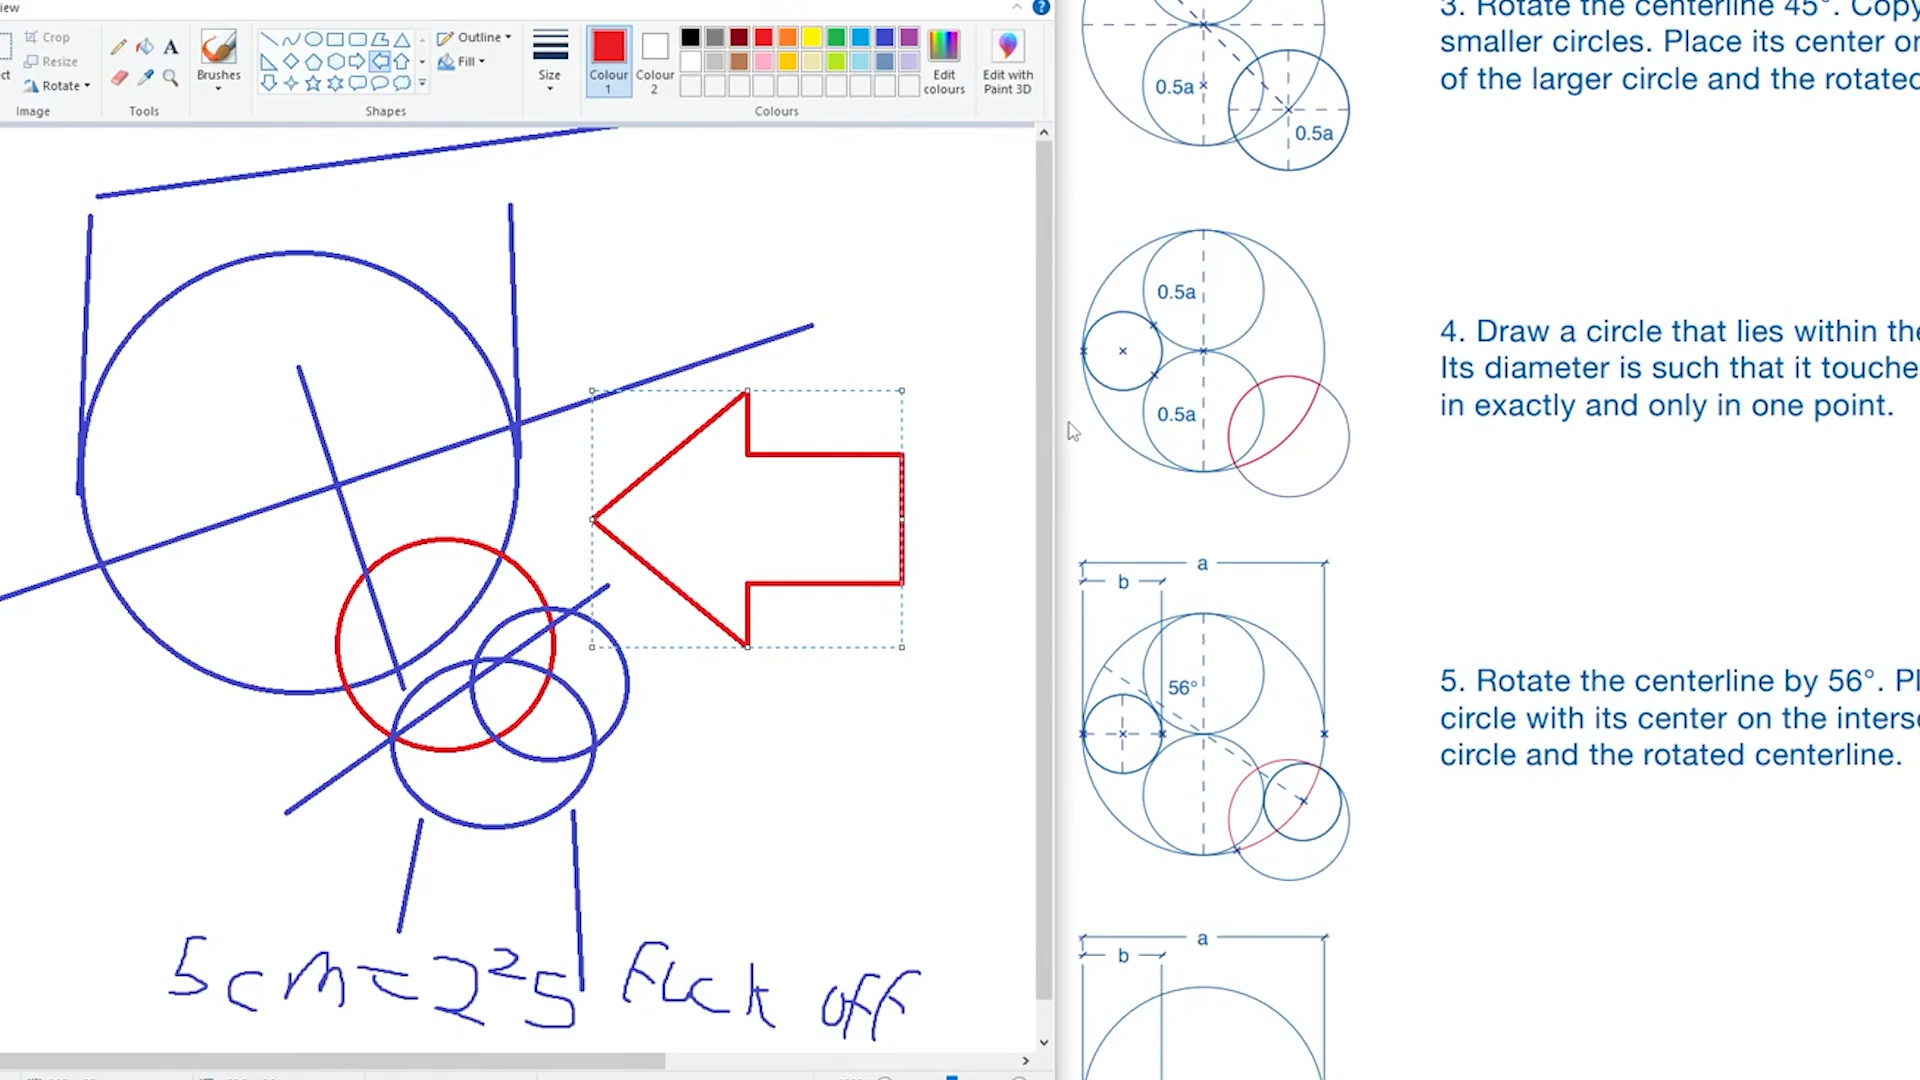 iew
Crop
Resize
Rotate
Image
Tools
Brushes
Shapes
Outline
Fill
Size
Colour 1
Colour 2
Edit colours
Edit with Paint 3D
Colours
5cm=2²5 Fuck off
0.5a
0.5a
3. Rotate the centerline 45°. Copy
smaller circles. Place its center on
of the larger circle and the rotated
0.5a
0.5a
4. Draw a circle that lies within the
Its diameter is such that it touche
in exactly and only in one point.
a
b
56°
5. Rotate the centerline by 56°. Pl
circle with its center on the interse
circle and the rotated centerline.
a
b